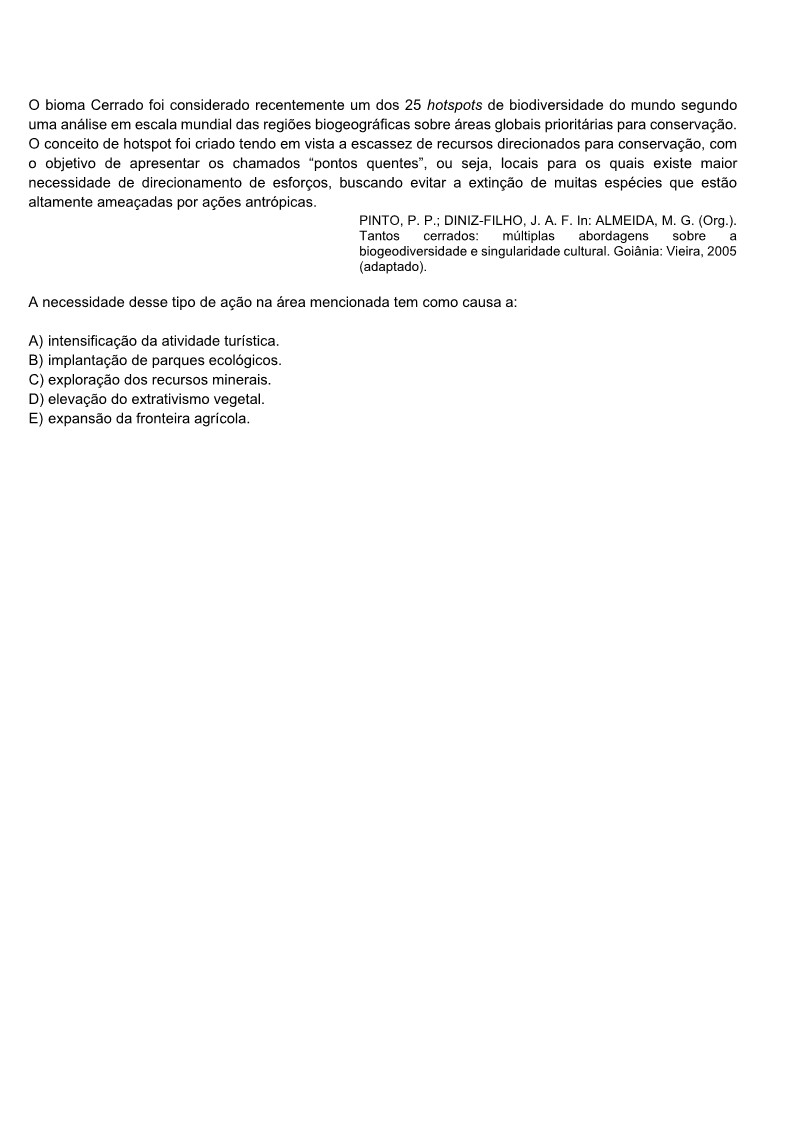 O bioma Cerrado foi considerado recentemente um dos 25 hotspots de biodiversidade do mundo segundo
uma análise em escala mundial das regiões biogeográficas sobre áreas globais prioritárias para conservação.
O conceito de hotspot foi criado tendo em vista a escassez de recursos direcionados para conservação, com
o objetivo de apresentar os chamados “pontos quentes”, ou seja, locais para os quais existe maior
necessidade de direcionamento de esforços, buscando evitar a extinção de muitas espécies que estão
altamente ameaçadas por ações antrópicas.
PINTO, P. P.; DINIZ-FILHO, J. A. F. In: ALMEIDA, M. G. (Org.).
Tantos cerrados: múltiplas abordagens sobre a
biogeodiversidade e singularidade cultural. Goiânia: Vieira, 2005
(adaptado).
A necessidade desse tipo de ação na área mencionada tem como causa a:
A) intensificação da atividade turística.
B) implantação de parques ecológicos.
C) exploração dos recursos minerais.
D) elevação do extrativismo vegetal.
E) expansão da fronteira agrícola.